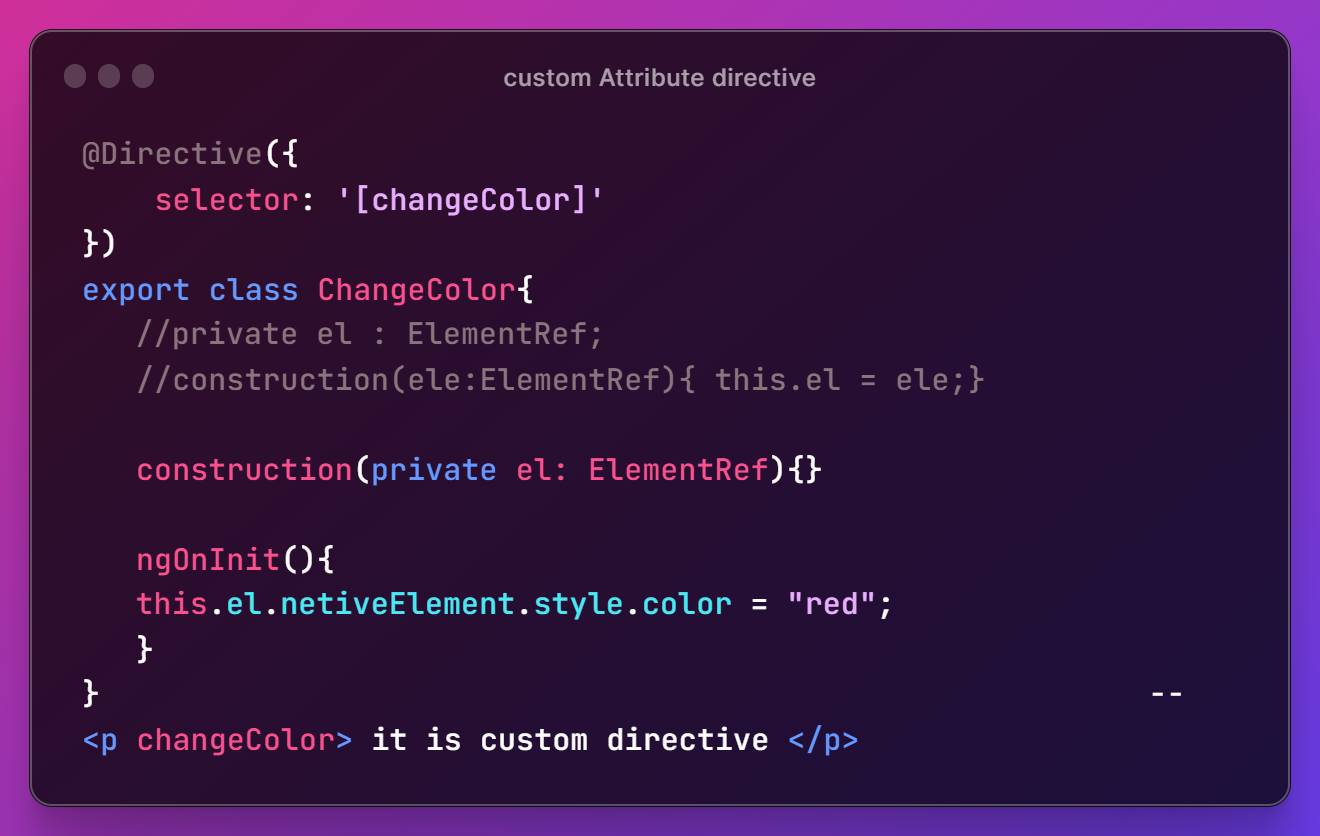 custom Attribute directive
@Directive({
    selector: '[changeColor]'
})
export class ChangeColor{
   //private el : ElementRef;
   //construction(ele:ElementRef){ this.el = ele;}
   construction(private el: ElementRef){}
   ngOnInit(){
   this.el.netiveElement.style.color = "red";
   }
} --
<p changeColor> it is custom directive </p>